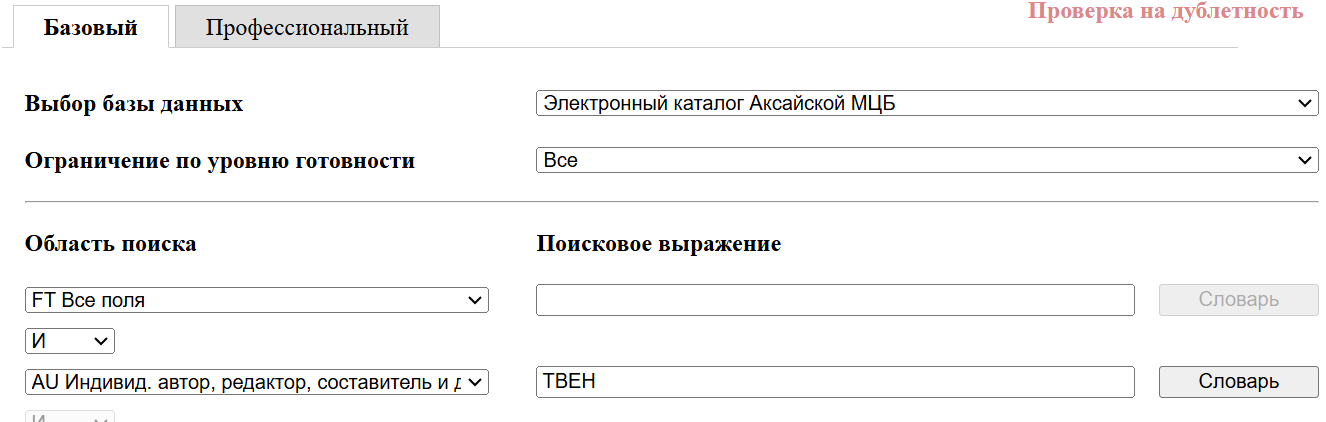 Проверка на дублетность
Базовый Профессиональный
Выбор базы данных Электронный каталог Аксайской МЦБ
Ограничение по уровню готовности Все
Область поиска Поисковое выражение
FT Все поля Словарь
И
AU Индивид. автор, редактор, составитель и д ТВЕН Словарь
И